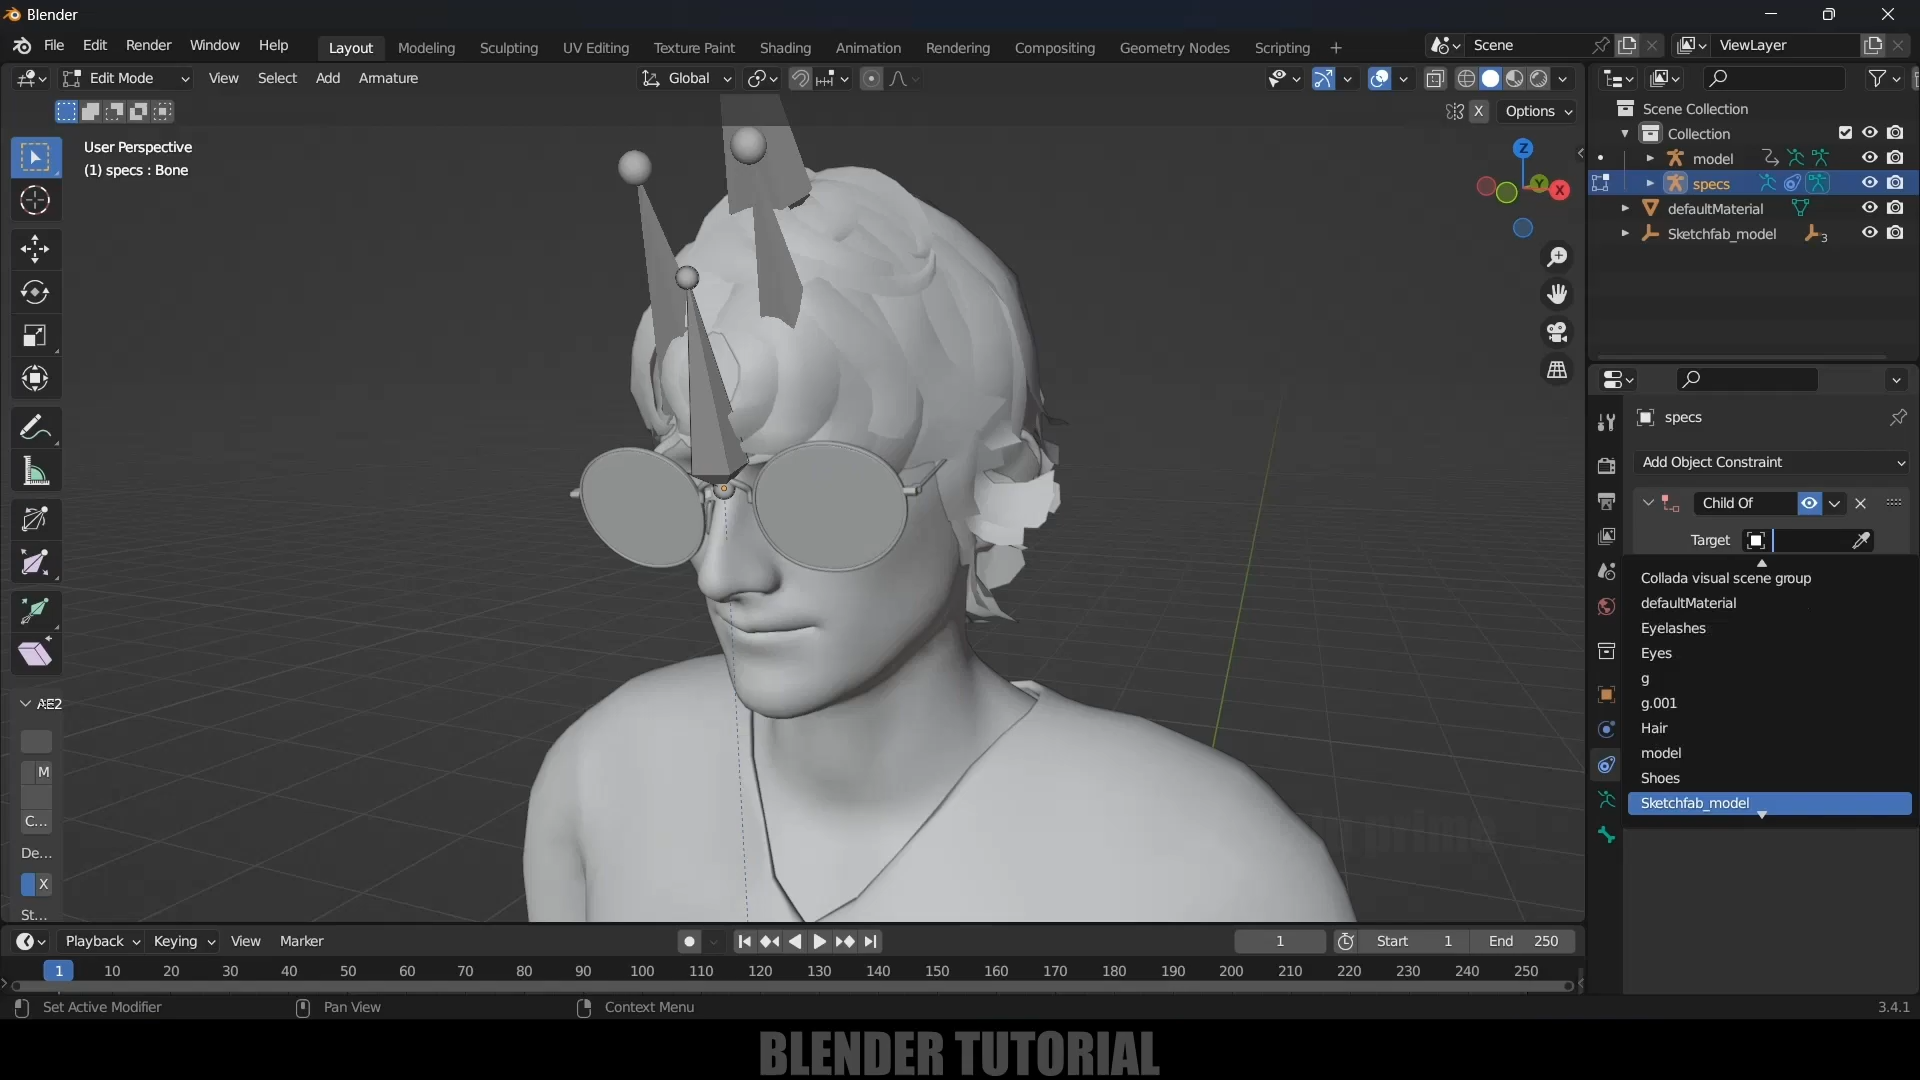 Blender
File Edit Render Window Help Layout Modeling Sculpting UV Editing Texture Paint Shading Animation Rendering Compositing Geometry Nodes Scripting + Scene ViewLayer
Edit Mode View Select Add Armature Global
X Options
User Perspective
(1) specs : Bone
Z
Y
X
Scene Collection
Collection
model
specs
defaultMaterial
Sketchfab_model 3
specs
Add Object Constraint
Child Of
Target
Collada visual scene group
defaultMaterial
Eyelashes
Eyes
g
g.001
Hair
model
Shoes
Sketchfab_model
AE2
M
C...
De...
X
St...
Playback Keying View Marker 1 Start 1 End 250
1 10 20 30 40 50 60 70 80 90 100 110 120 130 140 150 160 170 180 190 200 210 220 230 240 250
Set Active Modifier Pan View Context Menu 3.4.1
BLENDER TUTORIAL